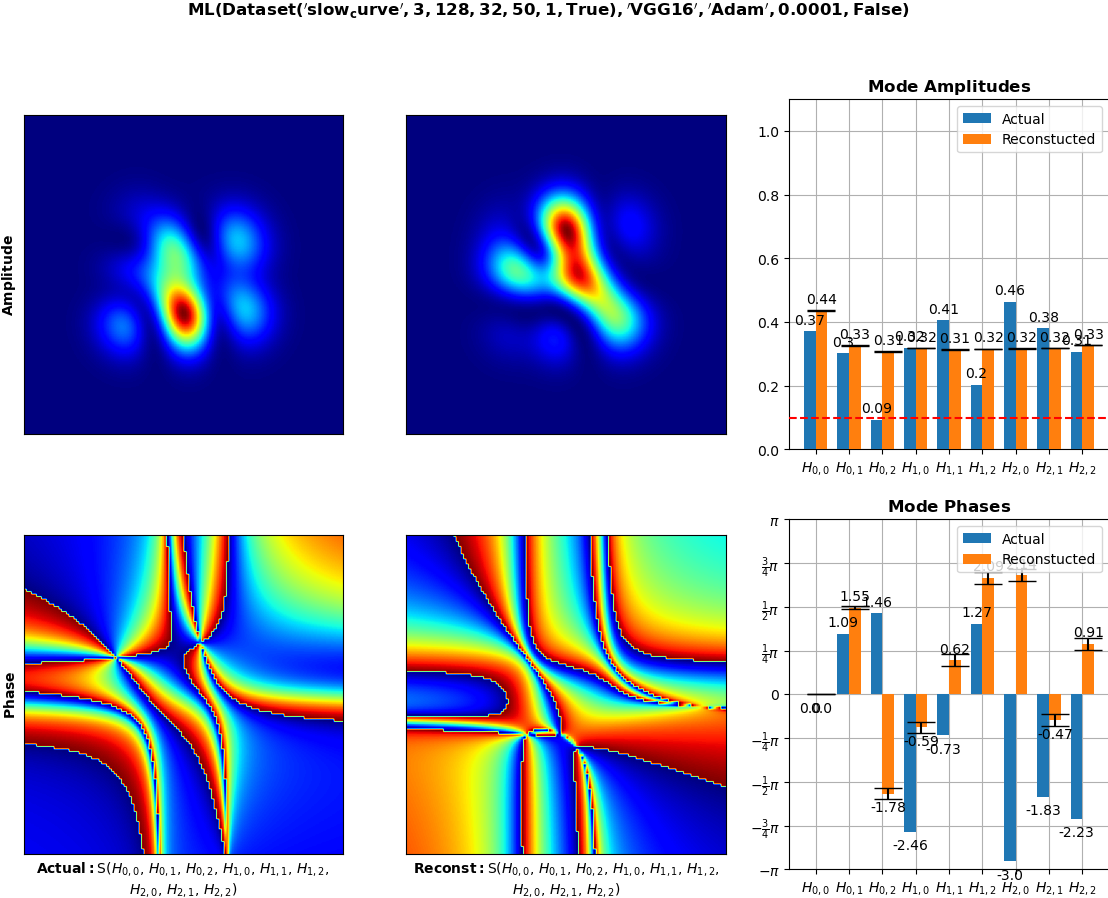 ML(Dataset('slow_curve', 3, 128, 32, 50, 1, True), 'VGG16', 'Adam', 0.0001, False)
Amplitude
Mode Amplitudes
Actual
Reconstucted
1.0
0.8
0.6
0.4
0.2
0.0
0.37
0.44
0.3
0.33
0.09
0.31
0.32
0.32
0.41
0.31
0.2
0.32
0.46
0.32
0.38
0.32
0.31
0.33
H0,0 H0,1 H0,2 H1,0 H1,1 H1,2 H2,0 H2,1 H2,2
Phase
Mode Phases
Actual
Reconstucted
π
3/4π
1/2π
1/4π
0
−1/4π
−1/2π
−3/4π
−π
0.0
0.0
1.09
1.55
1.46
-1.78
-2.46
-0.59
-0.73
0.62
1.27
2.09
-3.0
-1.83
-0.47
-2.23
0.91
H0,0 H0,1 H0,2 H1,0 H1,1 H1,2 H2,0 H2,1 H2,2
Actual: S(H0,0, H0,1, H0,2, H1,0, H1,1, H1,2,
H2,0, H2,1, H2,2)
Reconst: S(H0,0, H0,1, H0,2, H1,0, H1,1, H1,2,
H2,0, H2,1, H2,2)